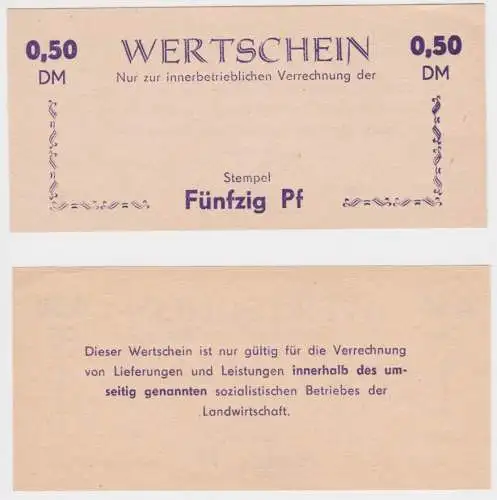 0,50 WERTSCHEIN 0,50
DM Nur zur innerbetrieblichen Verrechnung der DM
Stempel
Fünfzig Pf
Dieser Wertschein ist nur gültig für die Verrechnung
von Lieferungen und Leistungen innerhalb des um-
seitig genannten sozialistischen Betriebes der
Landwirtschaft.